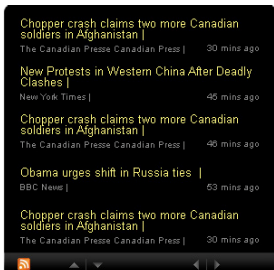 Chopper crash claims two more Canadian
soldiers in Afghanistan |
The Canadian Presse Canadian Press | 30 mins ago
New Protests in Western China After Deadly
Clashes |
New York Times | 45 mins ago
Chopper crash claims two more Canadian
soldiers in Afghanistan |
The Canadian Presse Canadian Press | 46 mins ago
Obama urges shift in Russia ties |
BBC News | 53 mins ago
Chopper crash claims two more Canadian
soldiers in Afghanistan |
The Canadian Presse Canadian Press | 30 mins ago